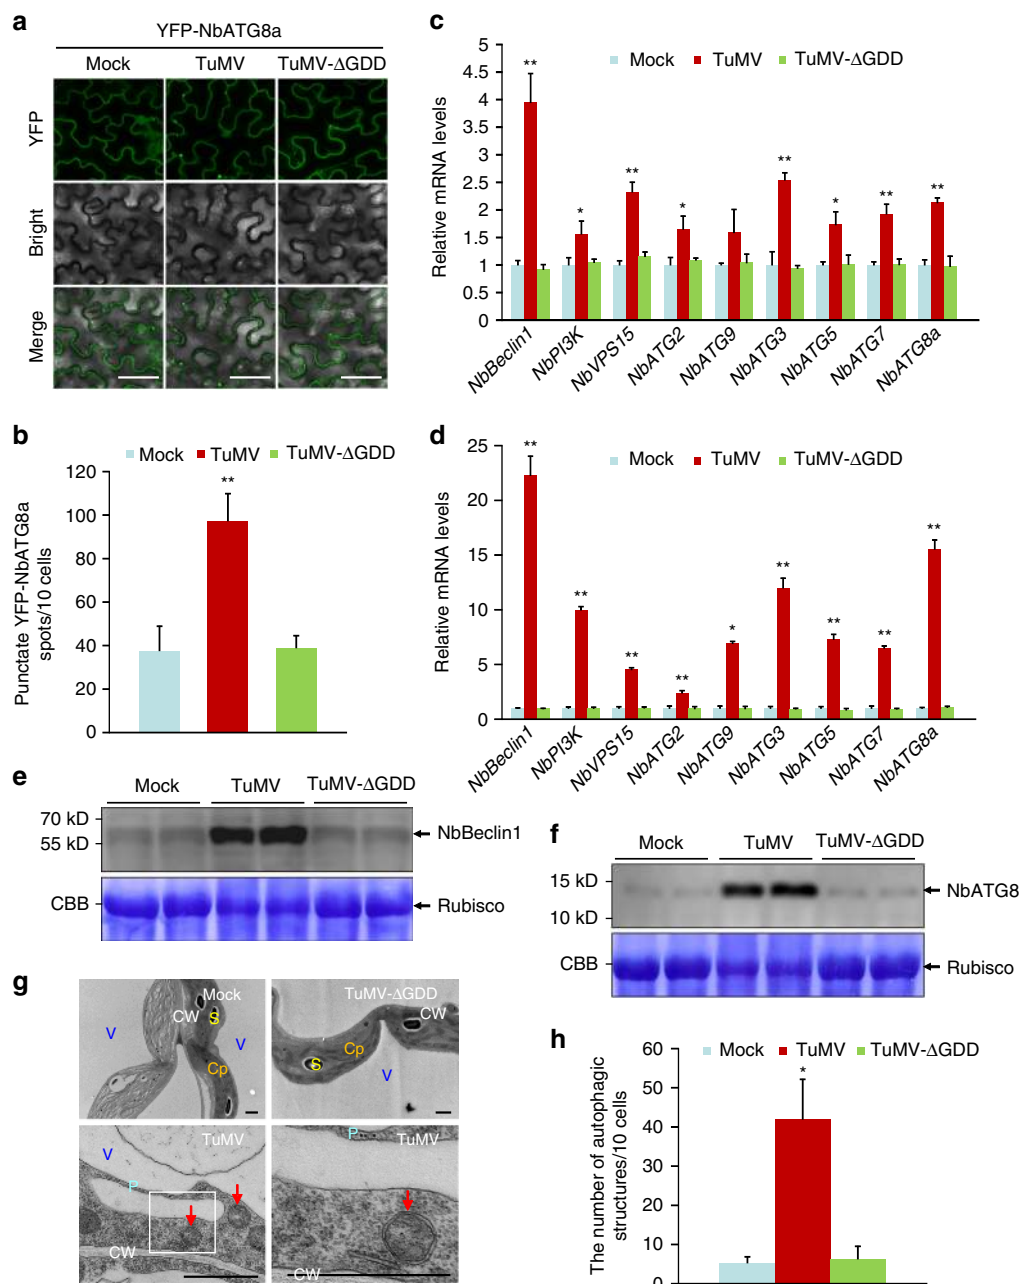 a
YFP-NbATG8a
Mock TuMV TuMV-ΔGDD
YFP
Bright
Merge
b
Mock TuMV TuMV-ΔGDD
Punctate YFP-NbATG8a
spots/10 cells
120
100
80
60
40
20
0
**
c
Mock TuMV TuMV-ΔGDD
Relative mRNA levels
5
4.5
4
3.5
3
2.5
2
1.5
1
0.5
0
** * ** * ** * ** **
NbBeclin1 NbPI3K NbVPS15 NbATG2 NbATG9 NbATG3 NbATG5 NbATG7 NbATG8a
d
Mock TuMV TuMV-ΔGDD
Relative mRNA levels
25
20
15
10
5
0
** ** ** ** * ** ** ** **
NbBeclin1 NbPI3K NbVPS15 NbATG2 NbATG9 NbATG3 NbATG5 NbATG7 NbATG8a
e
Mock TuMV TuMV-ΔGDD
70 kD
55 kD
NbBeclin1
CBB
Rubisco
f
Mock TuMV TuMV-ΔGDD
15 kD
10 kD
NbATG8
CBB
Rubisco
g
Mock
CW
S
V
V
Cp
TuMV-ΔGDD
CW
S
Cp
V
TuMV
V
P
CW
P
TuMV
CW
h
Mock TuMV TuMV-ΔGDD
The number of autophagic
structures/10 cells
60
50
40
30
20
10
0
*